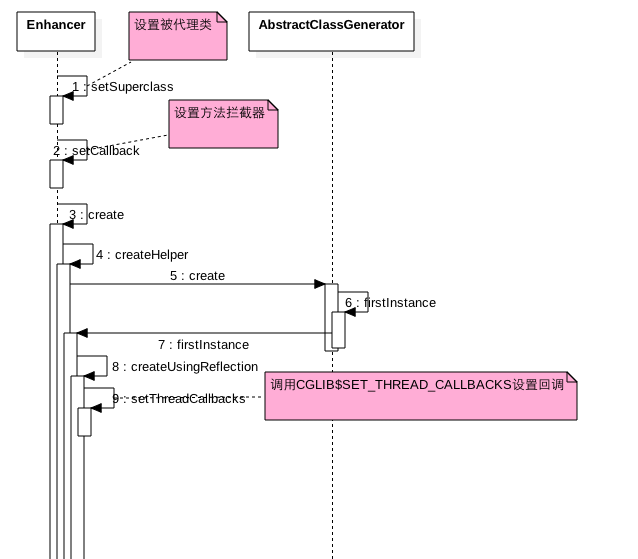 Enhancer
设置被代理类
AbstractClassGenerator
1 : setSuperclass
设置方法拦截器
2 : setCallback
3 : create
4 : createHelper
5 : create
6 : firstInstance
7 : firstInstance
8 : createUsingReflection
调用CGLIB$SET_THREAD_CALLBACKS设置回调
9 : setThreadCallbacks